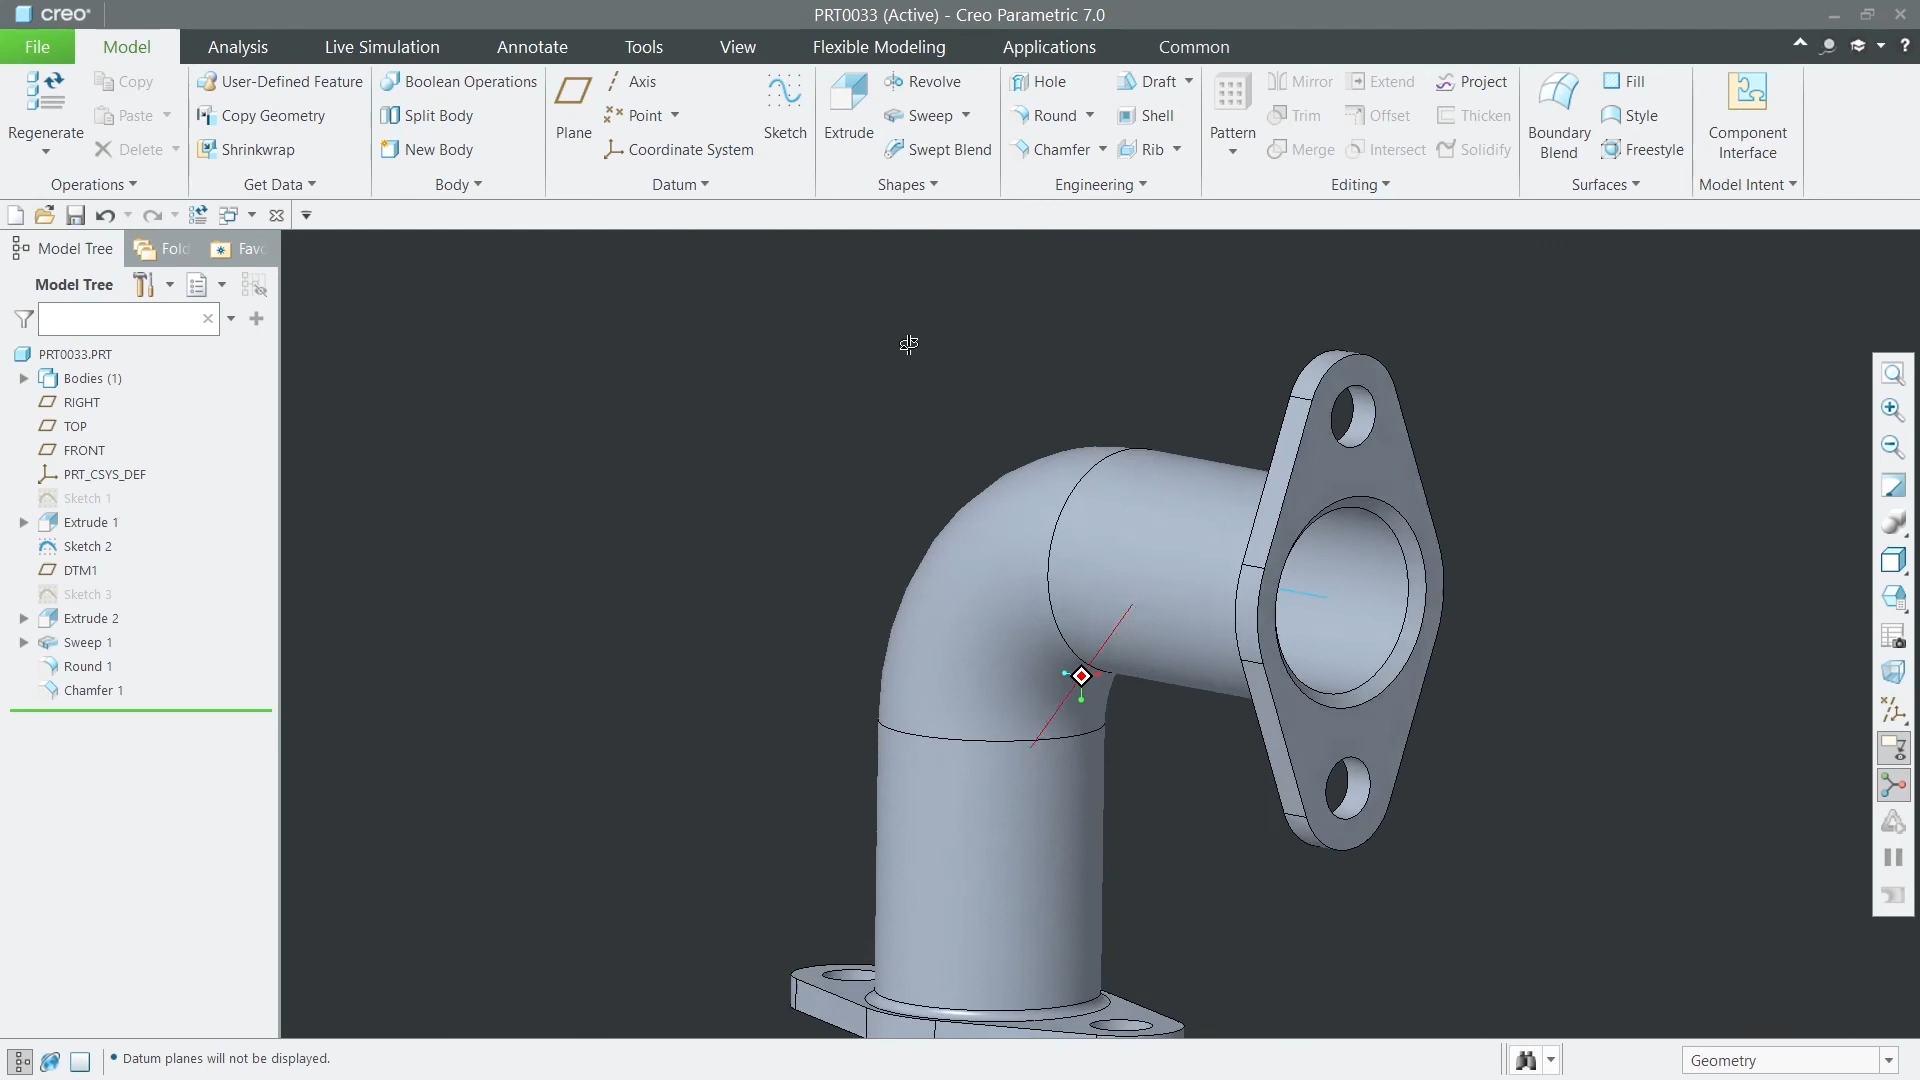 creo
PRT0033 (Active) - Creo Parametric 7.0
File Model Analysis Live Simulation Annotate Tools View Flexible Modeling Applications Common
Regenerate
Copy
Paste
Delete
Operations
User-Defined Feature
Copy Geometry
Shrinkwrap
Get Data
Boolean Operations
Split Body
New Body
Body
Plane
Axis
Point
Coordinate System
Sketch
Datum
Extrude
Revolve
Sweep
Swept Blend
Shapes
Hole
Round
Chamfer
Draft
Shell
Rib
Engineering
Pattern
Mirror
Trim
Merge
Extend
Offset
Intersect
Project
Thicken
Solidify
Editing
Boundary
Blend
Fill
Style
Freestyle
Surfaces
Component
Interface
Model Intent
Model Tree Fold Favo
Model Tree
PRT0033.PRT
Bodies (1)
RIGHT
TOP
FRONT
PRT_CSYS_DEF
Sketch 1
Extrude 1
Sketch 2
DTM1
Sketch 3
Extrude 2
Sweep 1
Round 1
Chamfer 1
• Datum planes will not be displayed.
Geometry